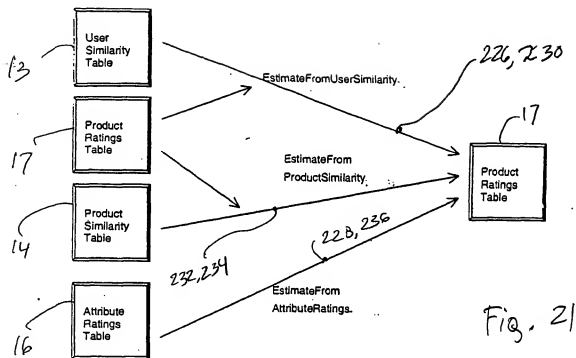 User
Similarity
Table
13
EstimateFromUserSimilarity.
226, 230
17
Product
Ratings
Table
17
EstimateFrom
ProductSimilarity.
Product
Ratings
Table
Product
Similarity
Table
14
232, 234
228, 236
EstimateFrom
AttributeRatings.
Attribute
Ratings
Table
16
Fig. 21